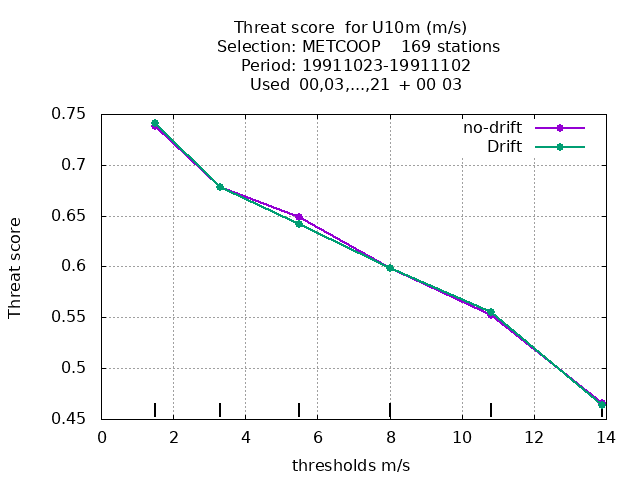 Threat score  for U10m (m/s)
Selection: METCOOP    169 stations
Period: 19911023-19911102
Used  00,03,...,21  + 00 03
no-drift
Drift
Threat score
0.75
0.7
0.65
0.6
0.55
0.5
0.45
0 2 4 6 8 10 12 14
thresholds m/s